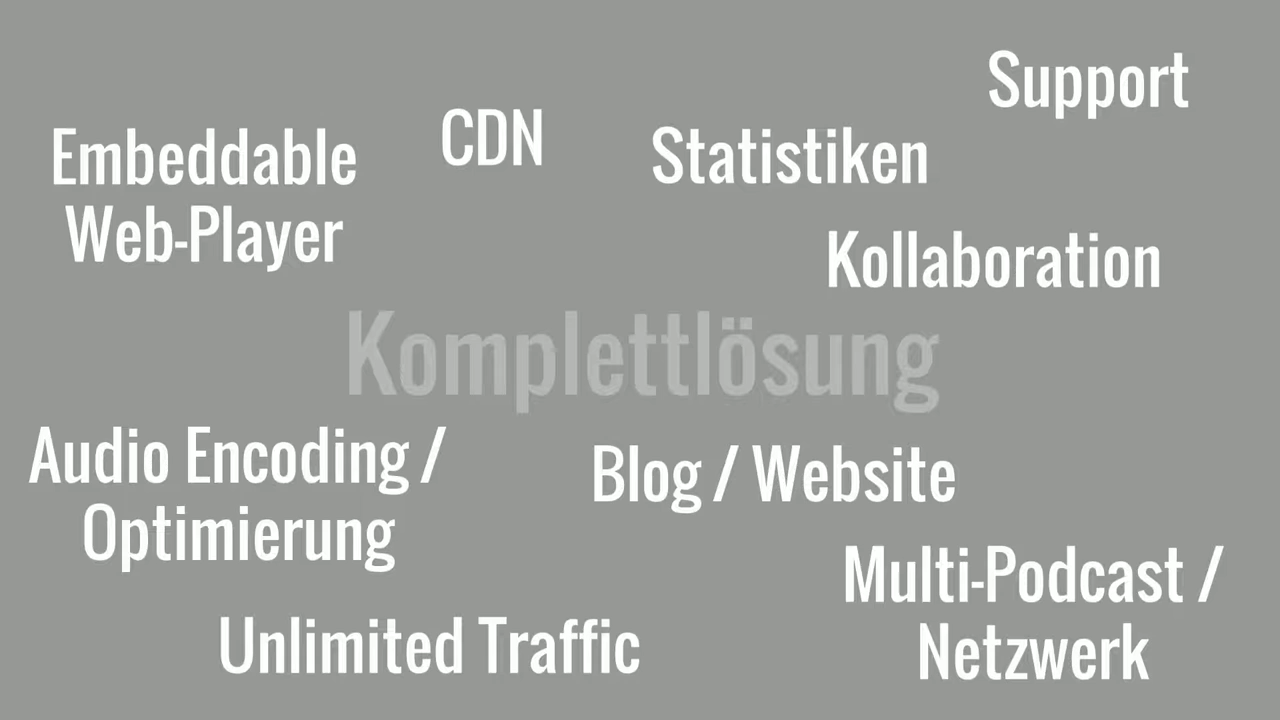 Support
CDN
Statistiken
Embeddable
Web-Player
Kollaboration
Komplettlösung
Audio Encoding /
Optimierung
Blog / Website
Multi-Podcast /
Netzwerk
Unlimited Traffic